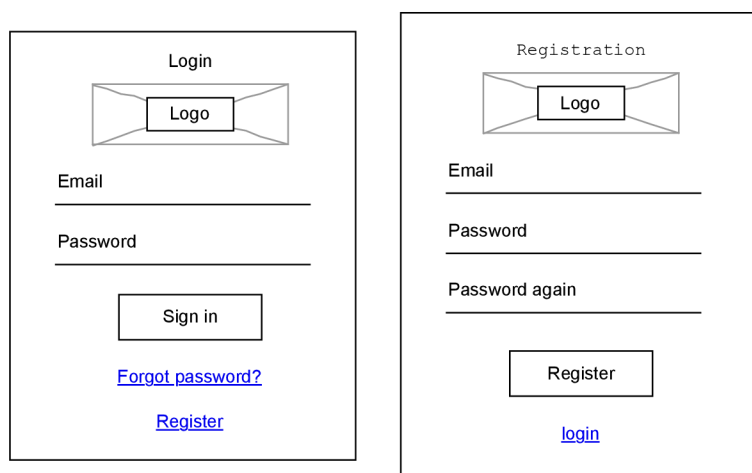 Login
Logo
Email
Password
Sign in
Forgot password?
Register
Registration
Logo
Email
Password
Password again
Register
login